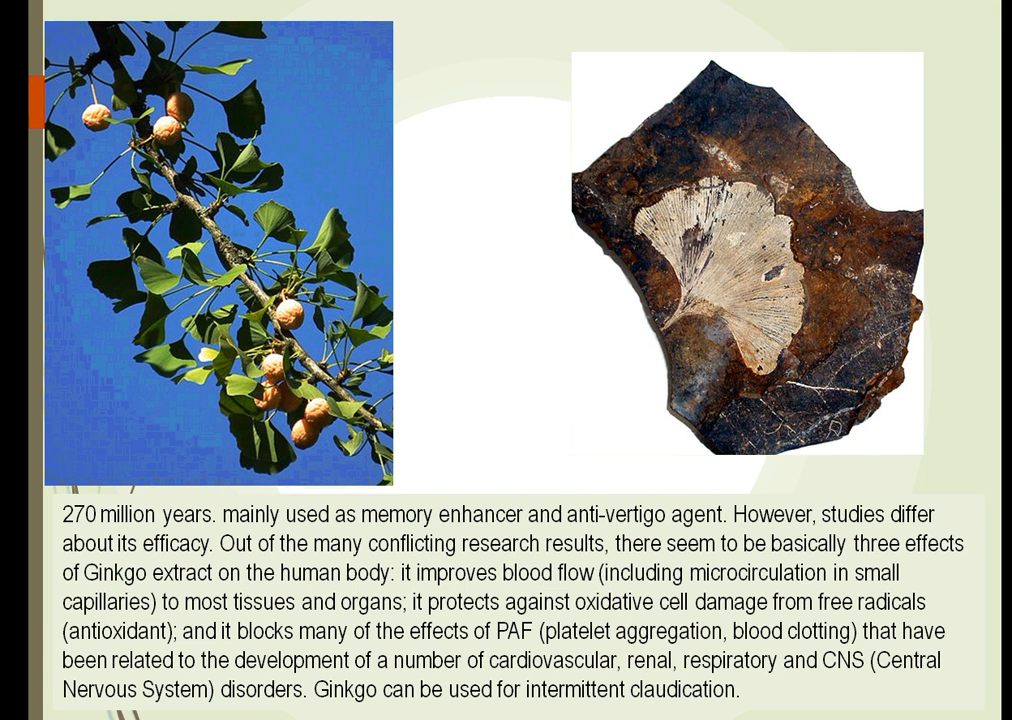 270 million years. mainly used as memory enhancer and anti-vertigo agent. However, studies differ
about its efficacy. Out of the many conflicting research results, there seem to be basically three effects
of Ginkgo extract on the human body: it improves blood flow (including microcirculation in small
capillaries) to most tissues and organs; it protects against oxidative cell damage from free radicals
(antioxidant); and it blocks many of the effects of PAF (platelet aggregation, blood clotting) that have
been related to the development of a number of cardiovascular, renal, respiratory and CNS (Central
Nervous System) disorders. Ginkgo can be used for intermittent claudication.